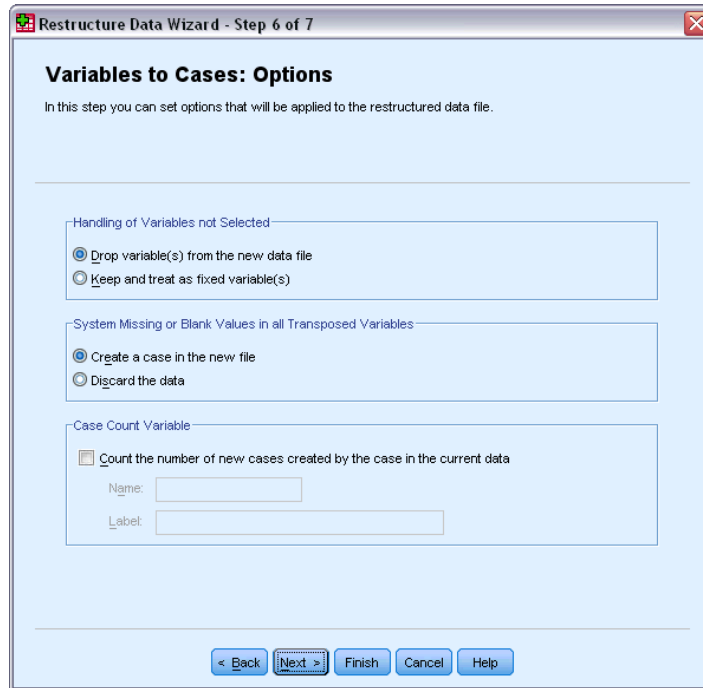 Restructure Data Wizard - Step 6 of 7
Variables to Cases: Options
In this step you can set options that will be applied to the restructured data file.
Handling of Variables not Selected
Drop variable(s) from the new data file
Keep and treat as fixed variable(s)
System Missing or Blank Values in all Transposed Variables
Create a case in the new file
Discard the data
Case Count Variable
Count the number of new cases created by the case in the current data
Name:
Label:
< Back Next > Finish Cancel Help